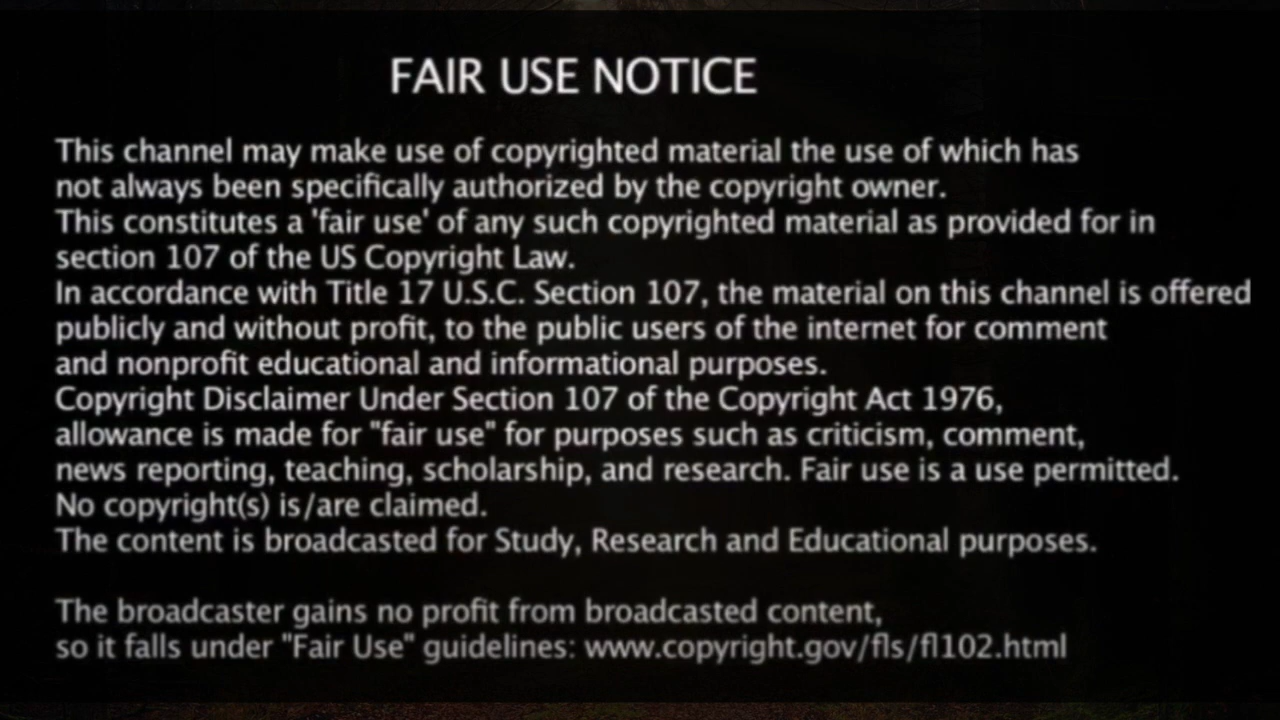 FAIR USE NOTICE
This channel may make use of copyrighted material the use of which has
not always been specifically authorized by the copyright owner.
This constitutes a 'fair use' of any such copyrighted material as provided for in
section 107 of the US Copyright Law.
In accordance with Title 17 U.S.C. Section 107, the material on this channel is offered
publicly and without profit, to the public users of the internet for comment
and nonprofit educational and informational purposes.
Copyright Disclaimer Under Section 107 of the Copyright Act 1976,
allowance is made for "fair use" for purposes such as criticism, comment,
news reporting, teaching, scholarship, and research. Fair use is a use permitted.
No copyright(s) is/are claimed.
The content is broadcasted for Study, Research and Educational purposes.
The broadcaster gains no profit from broadcasted content,
so it falls under "Fair Use" guidelines: www.copyright.gov/fls/fl102.html